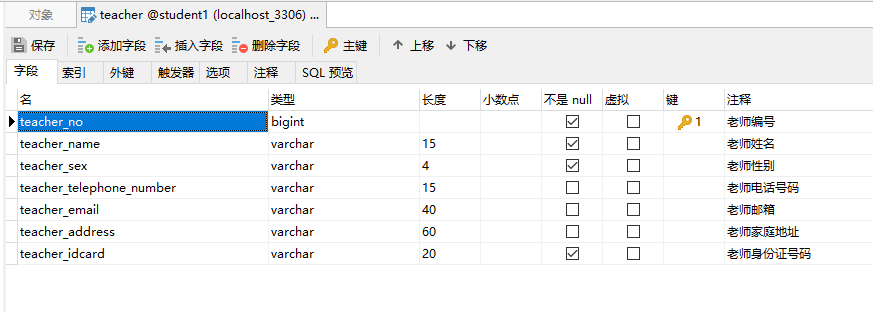 对象 teacher @student1 (localhost_3306) ...
保存 添加字段 插入字段 删除字段 主键 上移 下移
字段 索引 外键 触发器 选项 注释 SQL 预览
名 类型 长度 小数点 不是 null 虚拟 键 注释
teacher_no bigint 1 老师编号
teacher_name varchar 15 老师姓名
teacher_sex varchar 4 老师性别
teacher_telephone_number varchar 15 老师电话号码
teacher_email varchar 40 老师邮箱
teacher_address varchar 60 老师家庭地址
teacher_idcard varchar 20 老师身份证号码